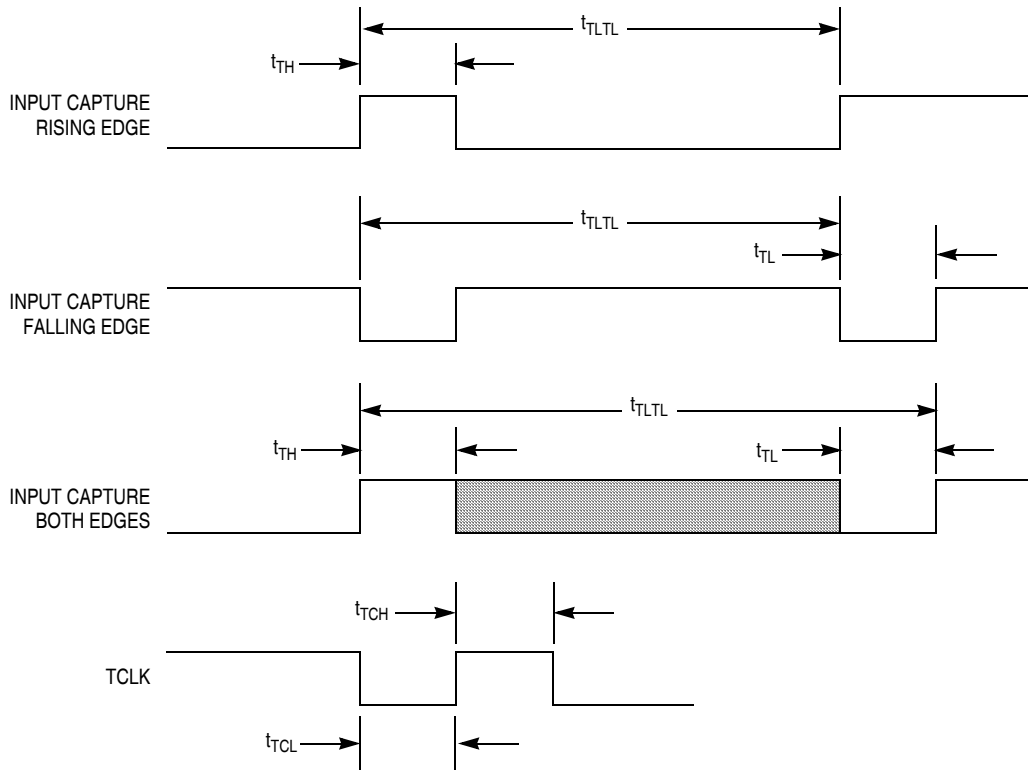 tTLTL
tTH
INPUT CAPTURE
RISING EDGE
tTLTL
tTL
INPUT CAPTURE
FALLING EDGE
tTLTL
tTH
tTL
INPUT CAPTURE
BOTH EDGES
tTCH
TCLK
tTCL